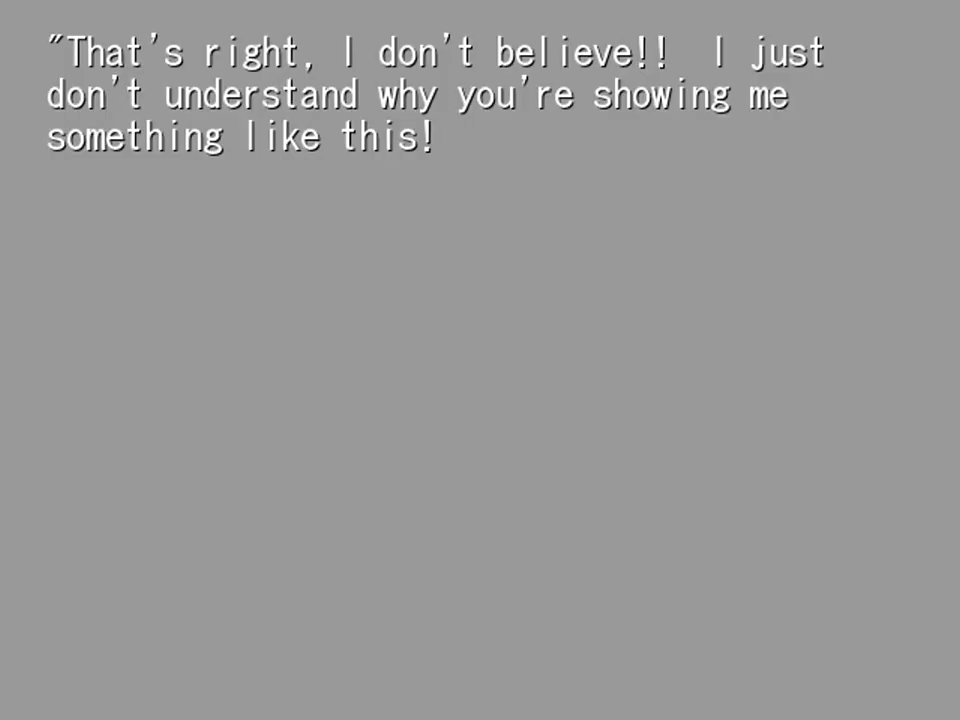 "That's right, I don't believe!!  I just
don't understand why you're showing me
something like this!